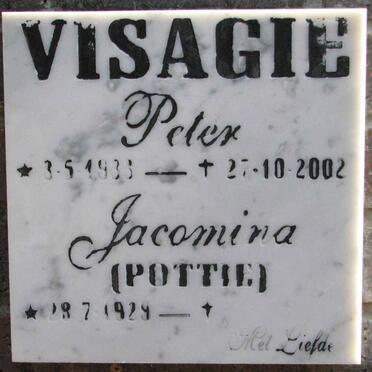 VISAGIE
Peter
★ 3-5-1933 — ✝ 27-10-2002
Jacomina
(POTTIE)
★ 28-7-1929 — ✝
Met Liefde